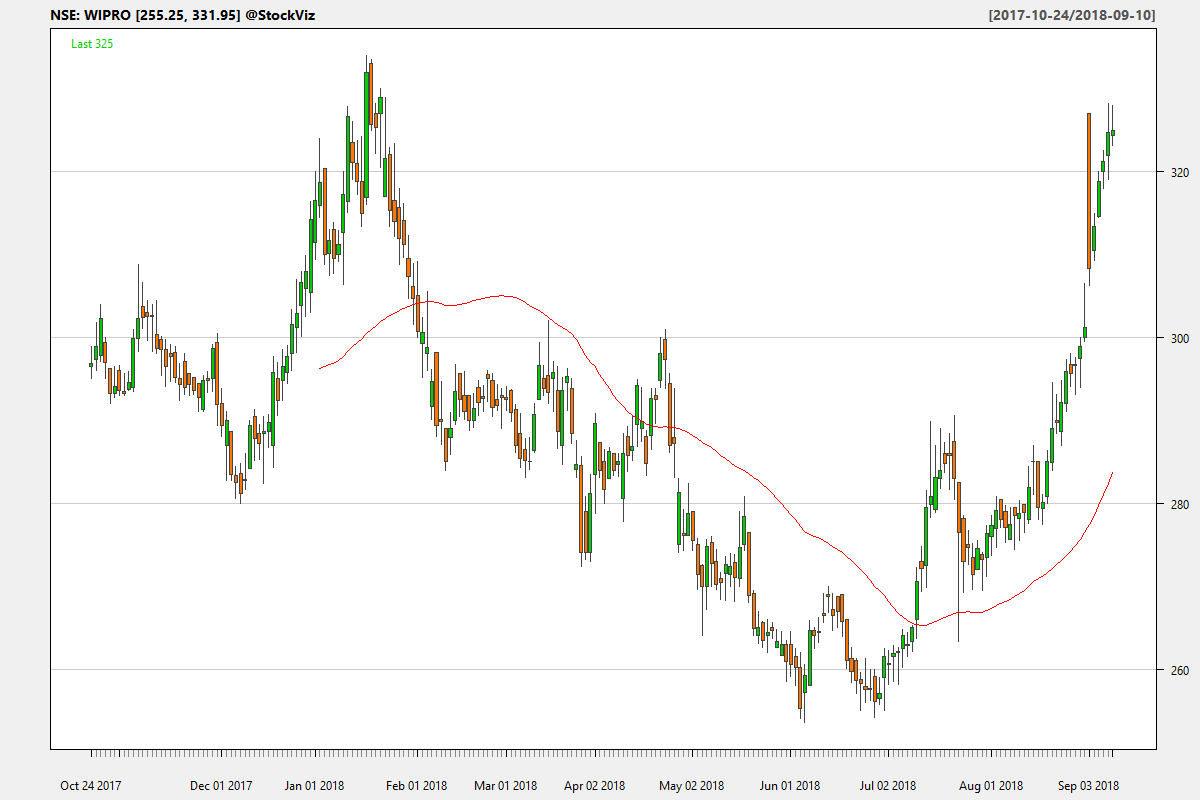 NSE: WIPRO [255.25, 331.95] @StockViz [2017-10-24/2018-09-10]
Last 325
320
300
280
260
Oct 24 2017 Dec 01 2017 Jan 01 2018 Feb 01 2018 Mar 01 2018 Apr 02 2018 May 02 2018 Jun 01 2018 Jul 02 2018 Aug 01 2018 Sep 03 2018